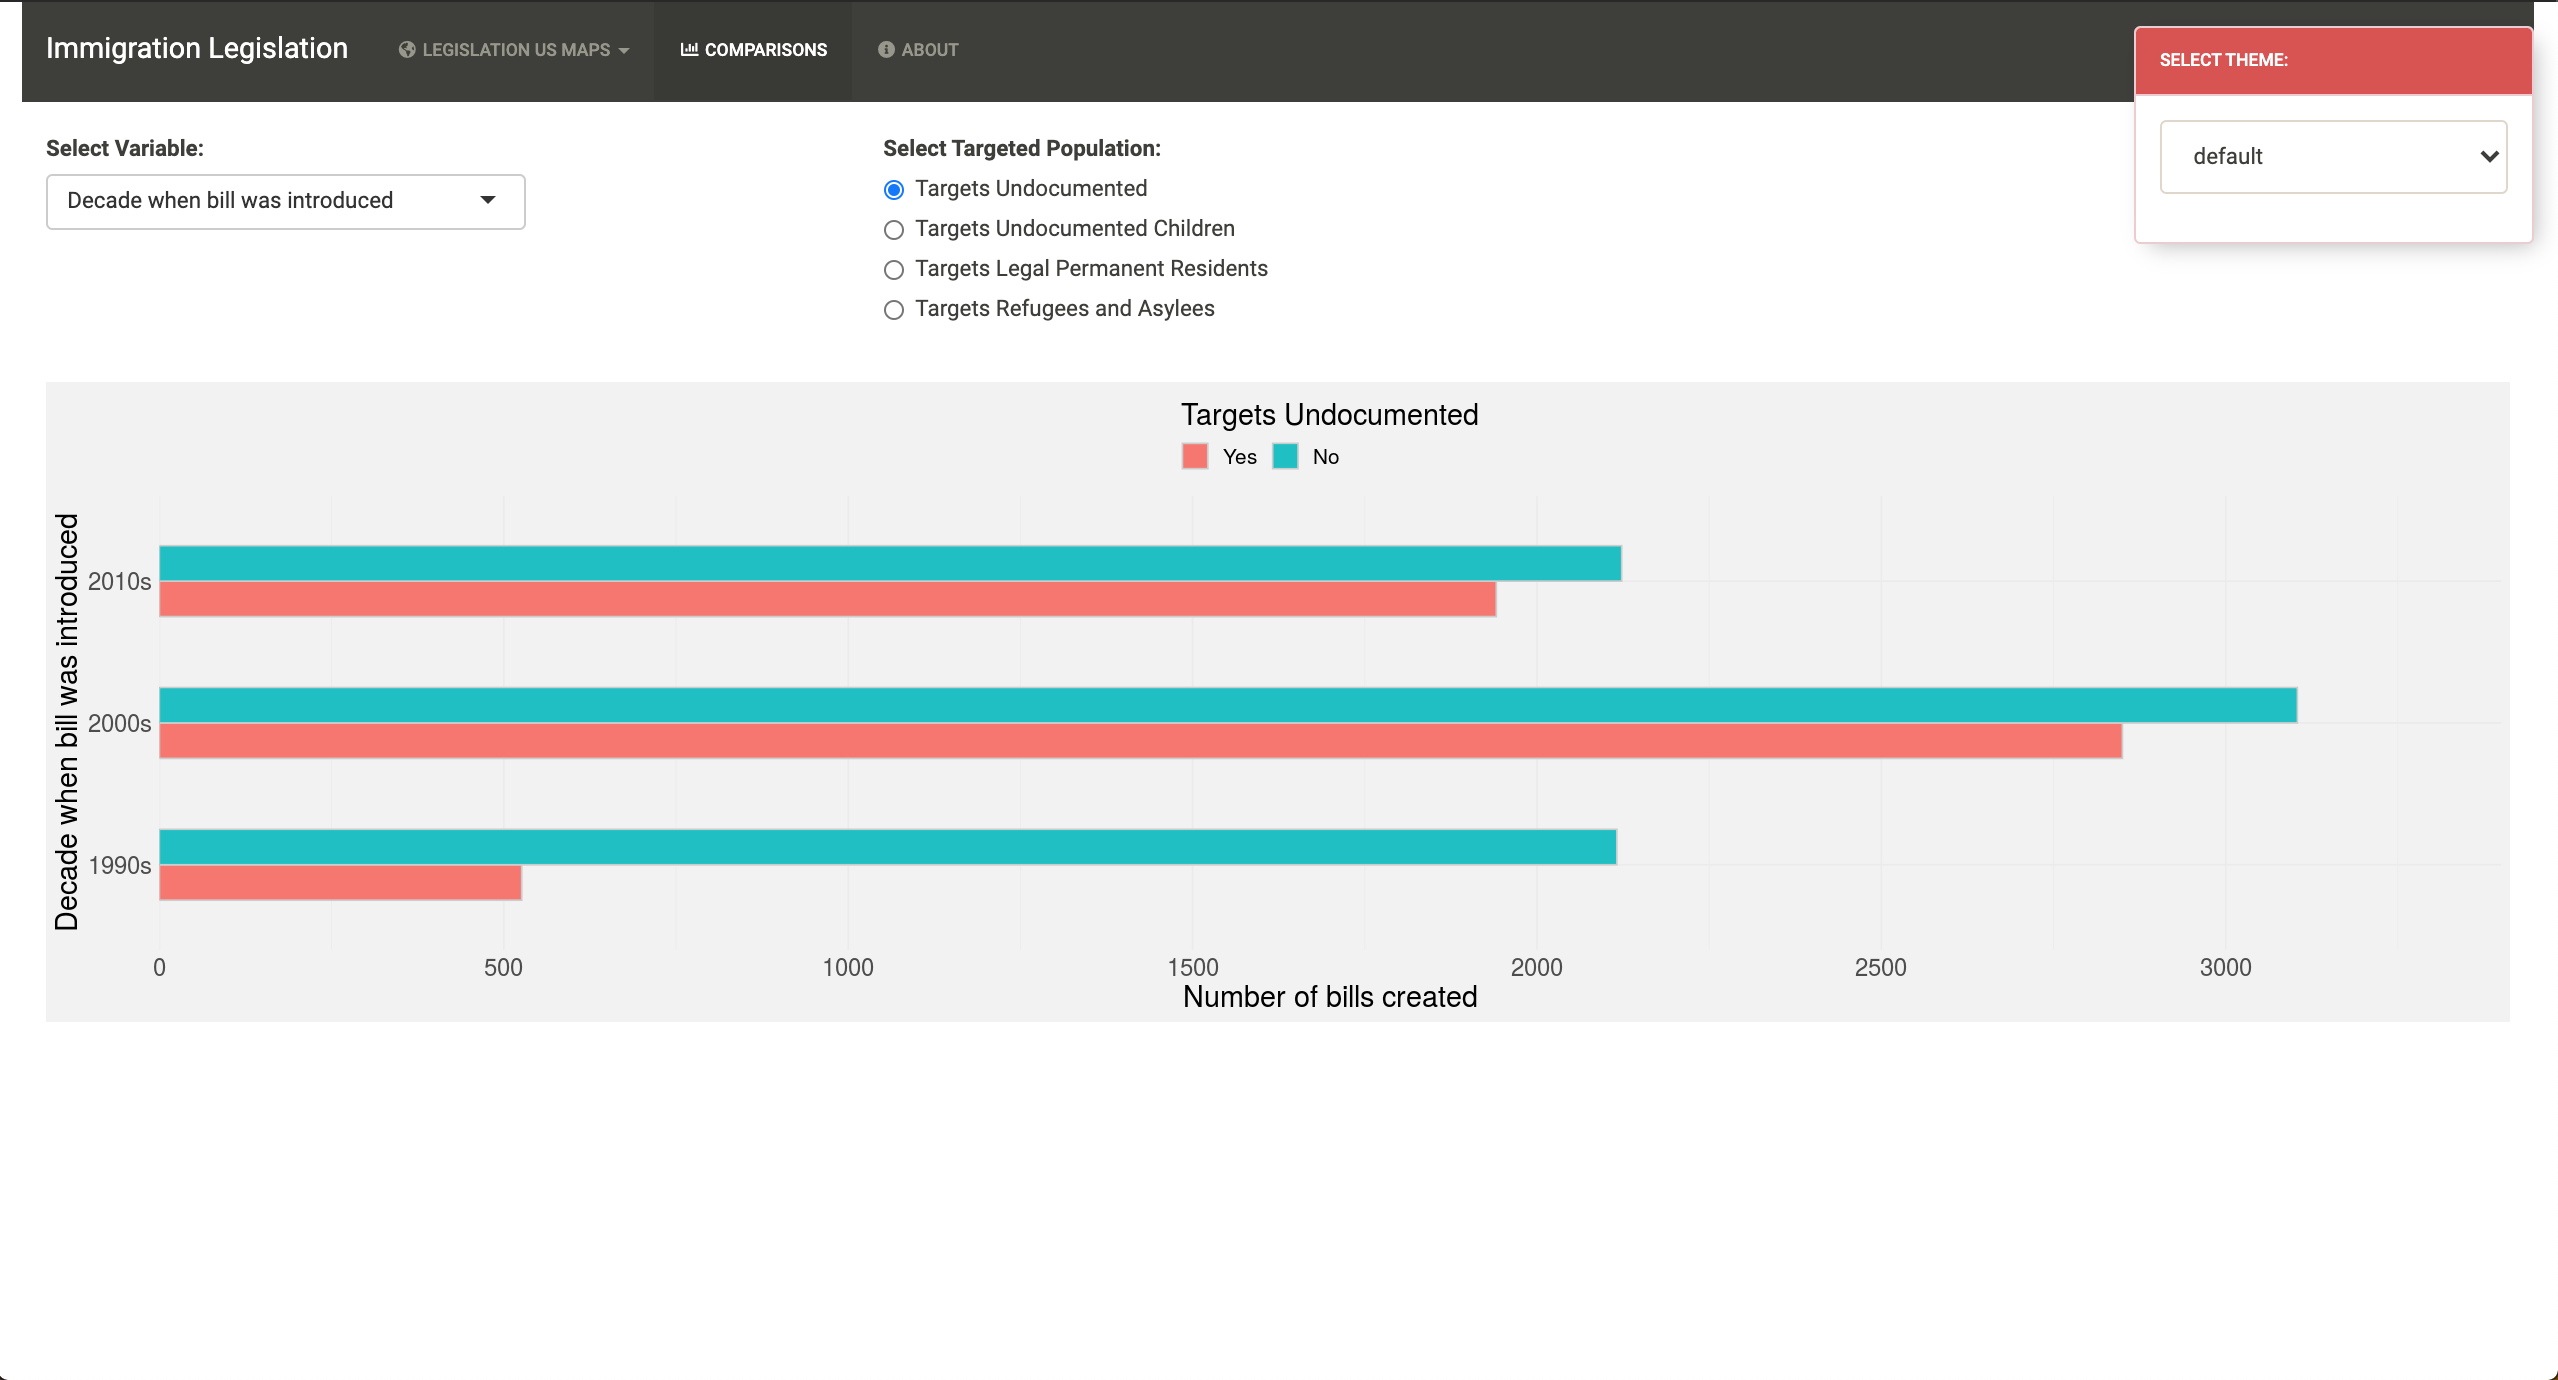 Immigration Legislation
LEGISLATION US MAPS
COMPARISONS
ABOUT
SELECT THEME:
default
Select Variable:
Decade when bill was introduced
Select Targeted Population:
Targets Undocumented
Targets Undocumented Children
Targets Legal Permanent Residents
Targets Refugees and Asylees
Targets Undocumented
Yes No
Decade when bill was introduced
2010s
2000s
1990s
0 500 1000 1500 2000 2500 3000
Number of bills created